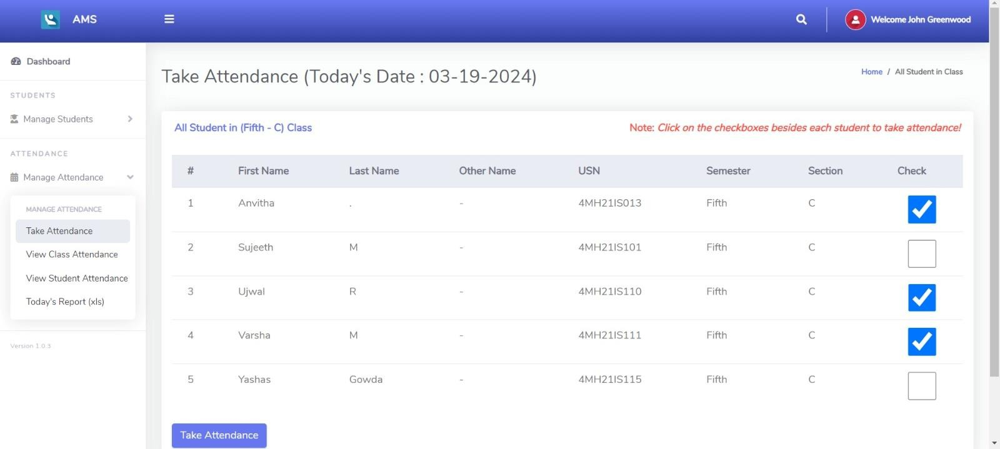 AMS
Welcome John Greenwood
Dashboard
STUDENTS
Manage Students
ATTENDANCE
Manage Attendance
MANAGE ATTENDANCE
Take Attendance
View Class Attendance
View Student Attendance
Today's Report (xls)
Version 1.0.3
Take Attendance (Today's Date : 03-19-2024)
Home / All Student in Class
All Student in (Fifth - C) Class
Note: Click on the checkboxes besides each student to take attendance!
# First Name Last Name Other Name USN Semester Section Check
1 Anvitha . - 4MH21IS013 Fifth C
2 Sujeeth M - 4MH21IS101 Fifth C
3 Ujwal R - 4MH21IS110 Fifth C
4 Varsha M - 4MH21IS111 Fifth C
5 Yashas Gowda - 4MH21IS115 Fifth C
Take Attendance